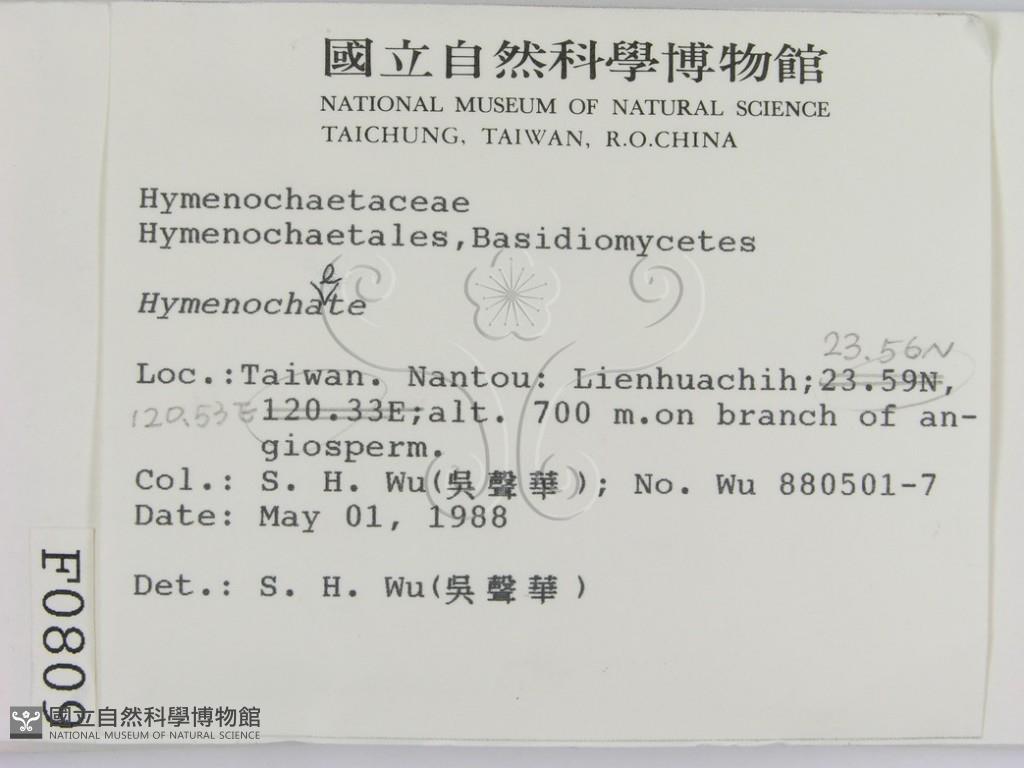 國立自然科學博物館
NATIONAL MUSEUM OF NATURAL SCIENCE
TAICHUNG, TAIWAN, R.O.CHINA
Hymenochaetaceae
Hymenochaetales,Basidiomycetes
e
Hymenochate
23.56N
Loc.:Taiwan. Nantou: Lienhuachih;23.59N,
120.53E 120.33E;alt. 700 m.on branch of an-
giosperm.
Col.: S. H. Wu(吳聲華); No. Wu 880501-7
Date: May 01, 1988
Det.: S. H. Wu(吳聲華)
F0809
國立自然科學博物館
NATIONAL MUSEUM OF NATURAL SCIENCE